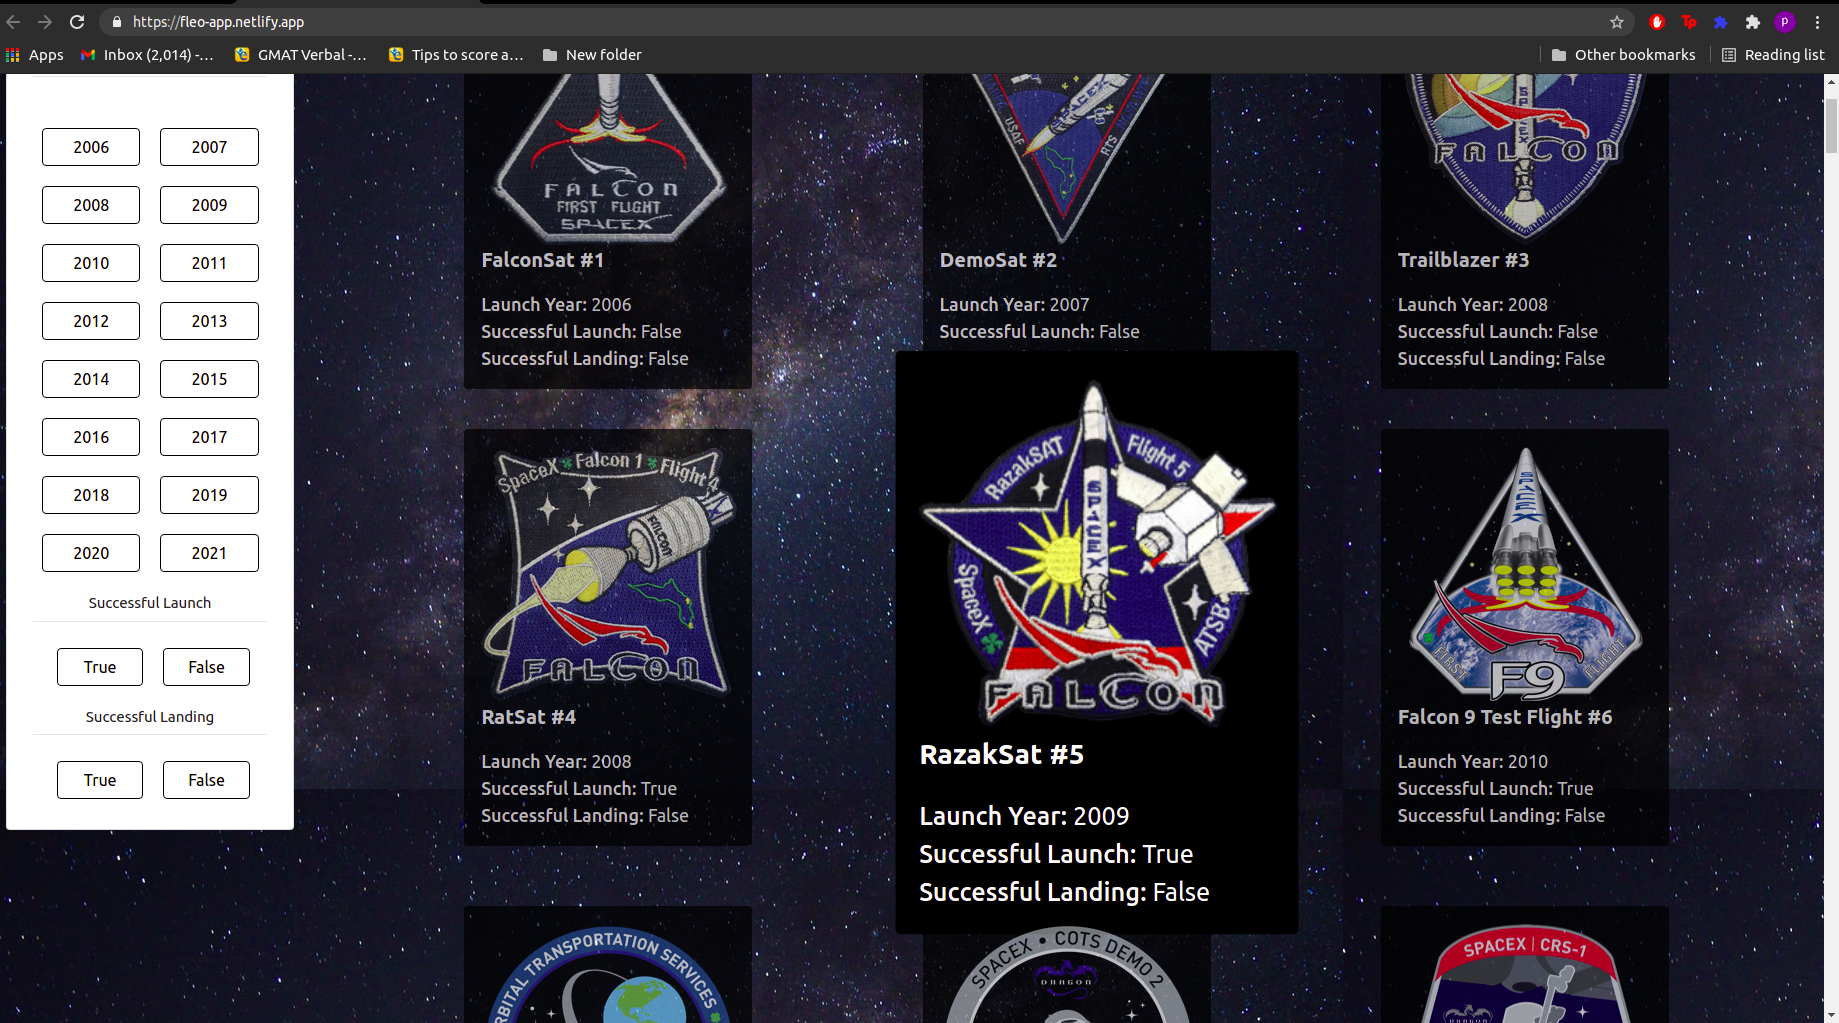 https://fleo-app.netlify.app
Tp
p
Apps
Inbox (2,014) -...
GMAT Verbal -...
Tips to score a...
New folder
Other bookmarks
Reading list
2006 2007
2008 2009
2010 2011
2012 2013
2014 2015
2016 2017
2018 2019
2020 2021
Successful Launch
True False
Successful Landing
True False
FALCON
FIRST FLIGHT
SPACEX
FalconSat #1
Launch Year: 2006
Successful Launch: False
Successful Landing: False
SPACEX
USAF
RTS
DemoSat #2
Launch Year: 2007
Successful Launch: False
SPACEX
FALCON
Trailblazer #3
Launch Year: 2008
Successful Launch: False
Successful Landing: False
SpaceX Falcon 1 Flight 4
FALCON
FALCON
RatSat #4
Launch Year: 2008
Successful Launch: True
Successful Landing: False
RazakSAT
Flight 5
SPACEX
SpaceX
ATSB
FALCON
RazakSat #5
Launch Year: 2009
Successful Launch: True
Successful Landing: False
SPACEX
FIRST
FLIGHT
F9
Falcon 9 Test Flight #6
Launch Year: 2010
Successful Launch: True
Successful Landing: False
ORBITAL TRANSPORTATION SERVICES
SPACEX • COTS DEMO 2
DRAGON
SPACEX | CRS-1
DRAGON